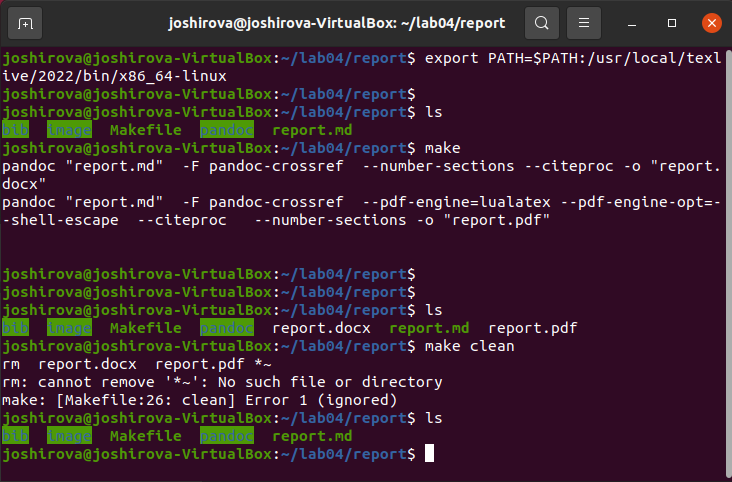 joshirova@joshirova-VirtualBox: ~/lab04/report
joshirova@joshirova-VirtualBox:~/lab04/report$ export PATH=$PATH:/usr/local/texl
ive/2022/bin/x86_64-linux
joshirova@joshirova-VirtualBox:~/lab04/report$
joshirova@joshirova-VirtualBox:~/lab04/report$ ls
bib  image  Makefile  pandoc  report.md
joshirova@joshirova-VirtualBox:~/lab04/report$ make
pandoc "report.md"  -F pandoc-crossref  --number-sections --citeproc -o "report.
docx"
pandoc "report.md"  -F pandoc-crossref  --pdf-engine=lualatex --pdf-engine-opt=-
-shell-escape  --citeproc   --number-sections -o "report.pdf"
joshirova@joshirova-VirtualBox:~/lab04/report$
joshirova@joshirova-VirtualBox:~/lab04/report$
joshirova@joshirova-VirtualBox:~/lab04/report$ ls
bib  image  Makefile  pandoc  report.docx  report.md  report.pdf
joshirova@joshirova-VirtualBox:~/lab04/report$ make clean
rm  report.docx  report.pdf *~
rm: cannot remove '*~': No such file or directory
make: [Makefile:26: clean] Error 1 (ignored)
joshirova@joshirova-VirtualBox:~/lab04/report$ ls
bib  image  Makefile  pandoc  report.md
joshirova@joshirova-VirtualBox:~/lab04/report$